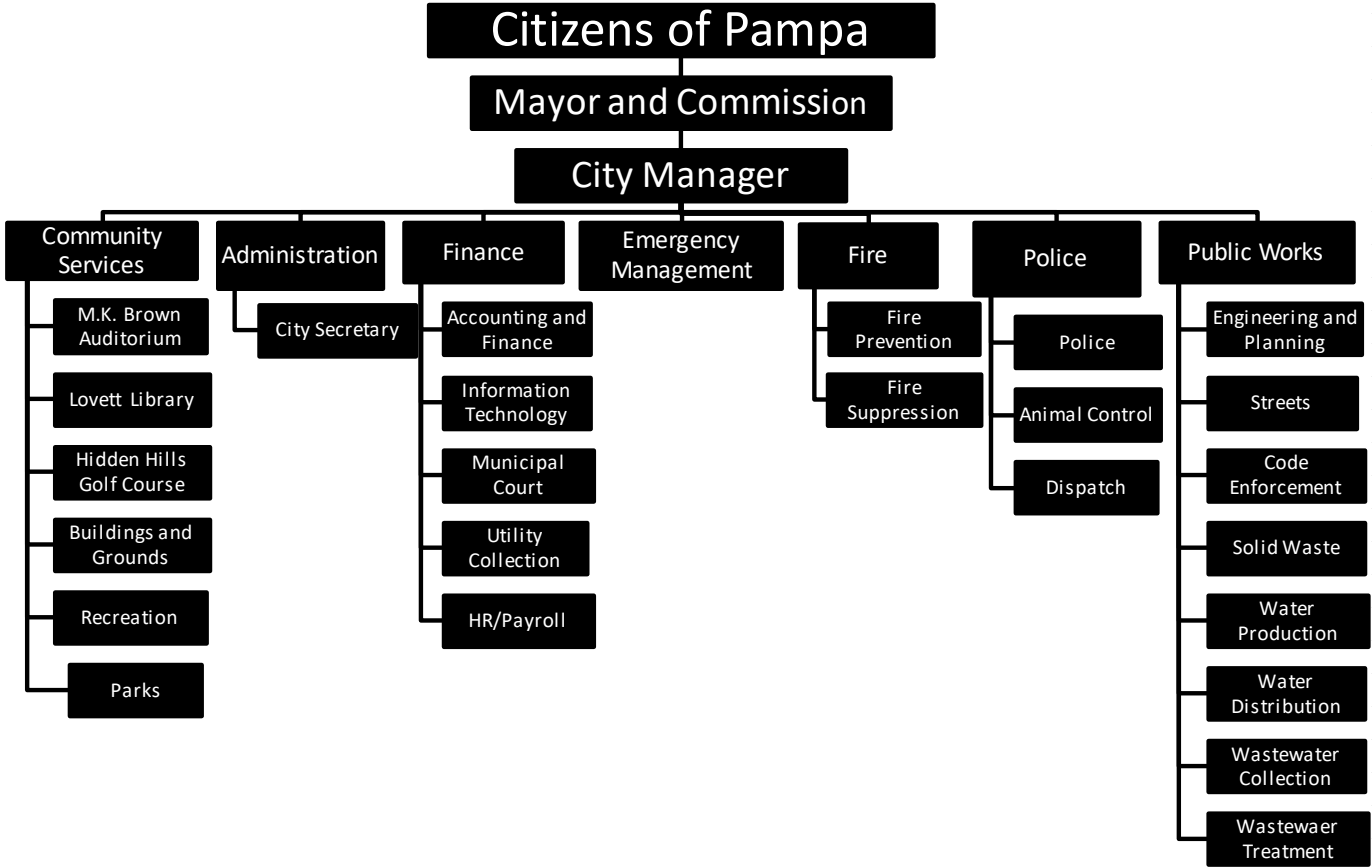 Citizens of Pampa
Mayor and Commission
City Manager
Community
Services
M.K. Brown
Auditorium
Lovett Library
Hidden Hills
Golf Course
Buildings and
Grounds
Recreation
Parks
Administration
City Secretary
Finance
Accounting and
Finance
Information
Technology
Municipal
Court
Utility
Collection
HR/Payroll
Emergency
Management
Fire
Fire
Prevention
Fire
Suppression
Police
Police
Animal Control
Dispatch
Public Works
Engineering and
Planning
Streets
Code
Enforcement
Solid Waste
Water
Production
Water
Distribution
Wastewater
Collection
Wastewaer
Treatment